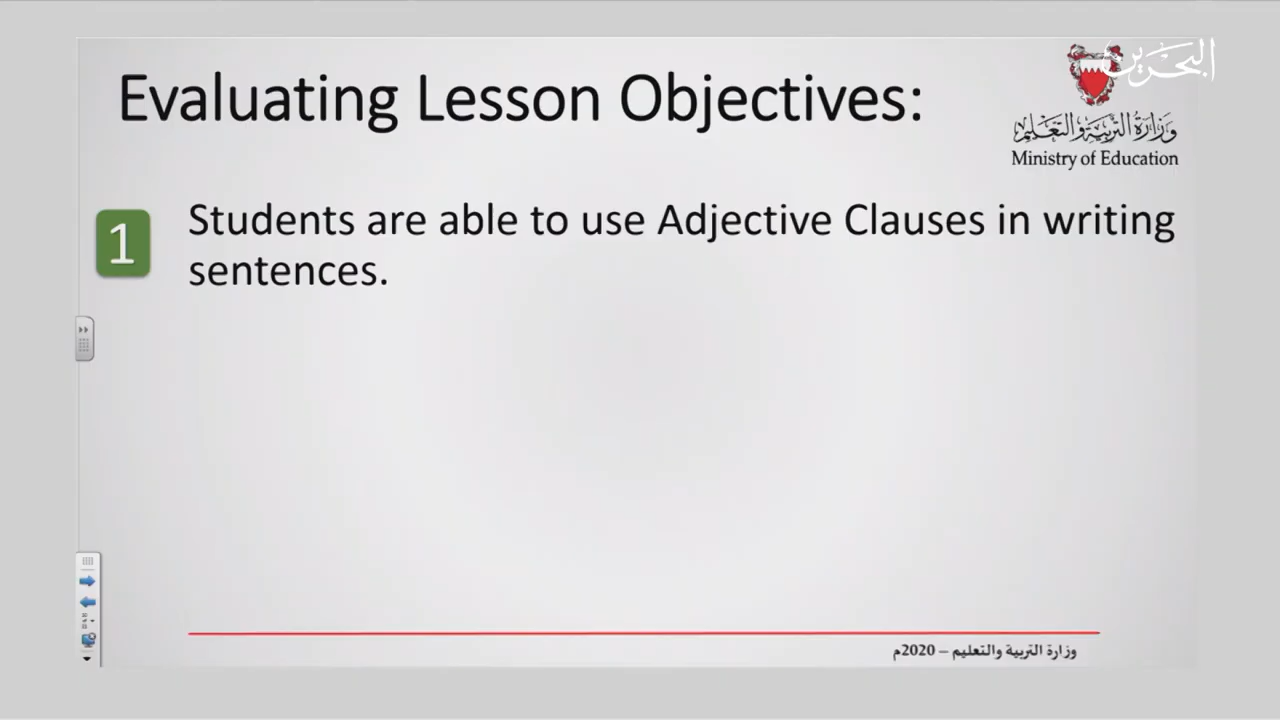 Evaluating Lesson Objectives:
البحرين
وزارة التربية والتعليم
Ministry of Education
1
Students are able to use Adjective Clauses in writing
sentences.
وزارة التربية والتعليم – 2020م